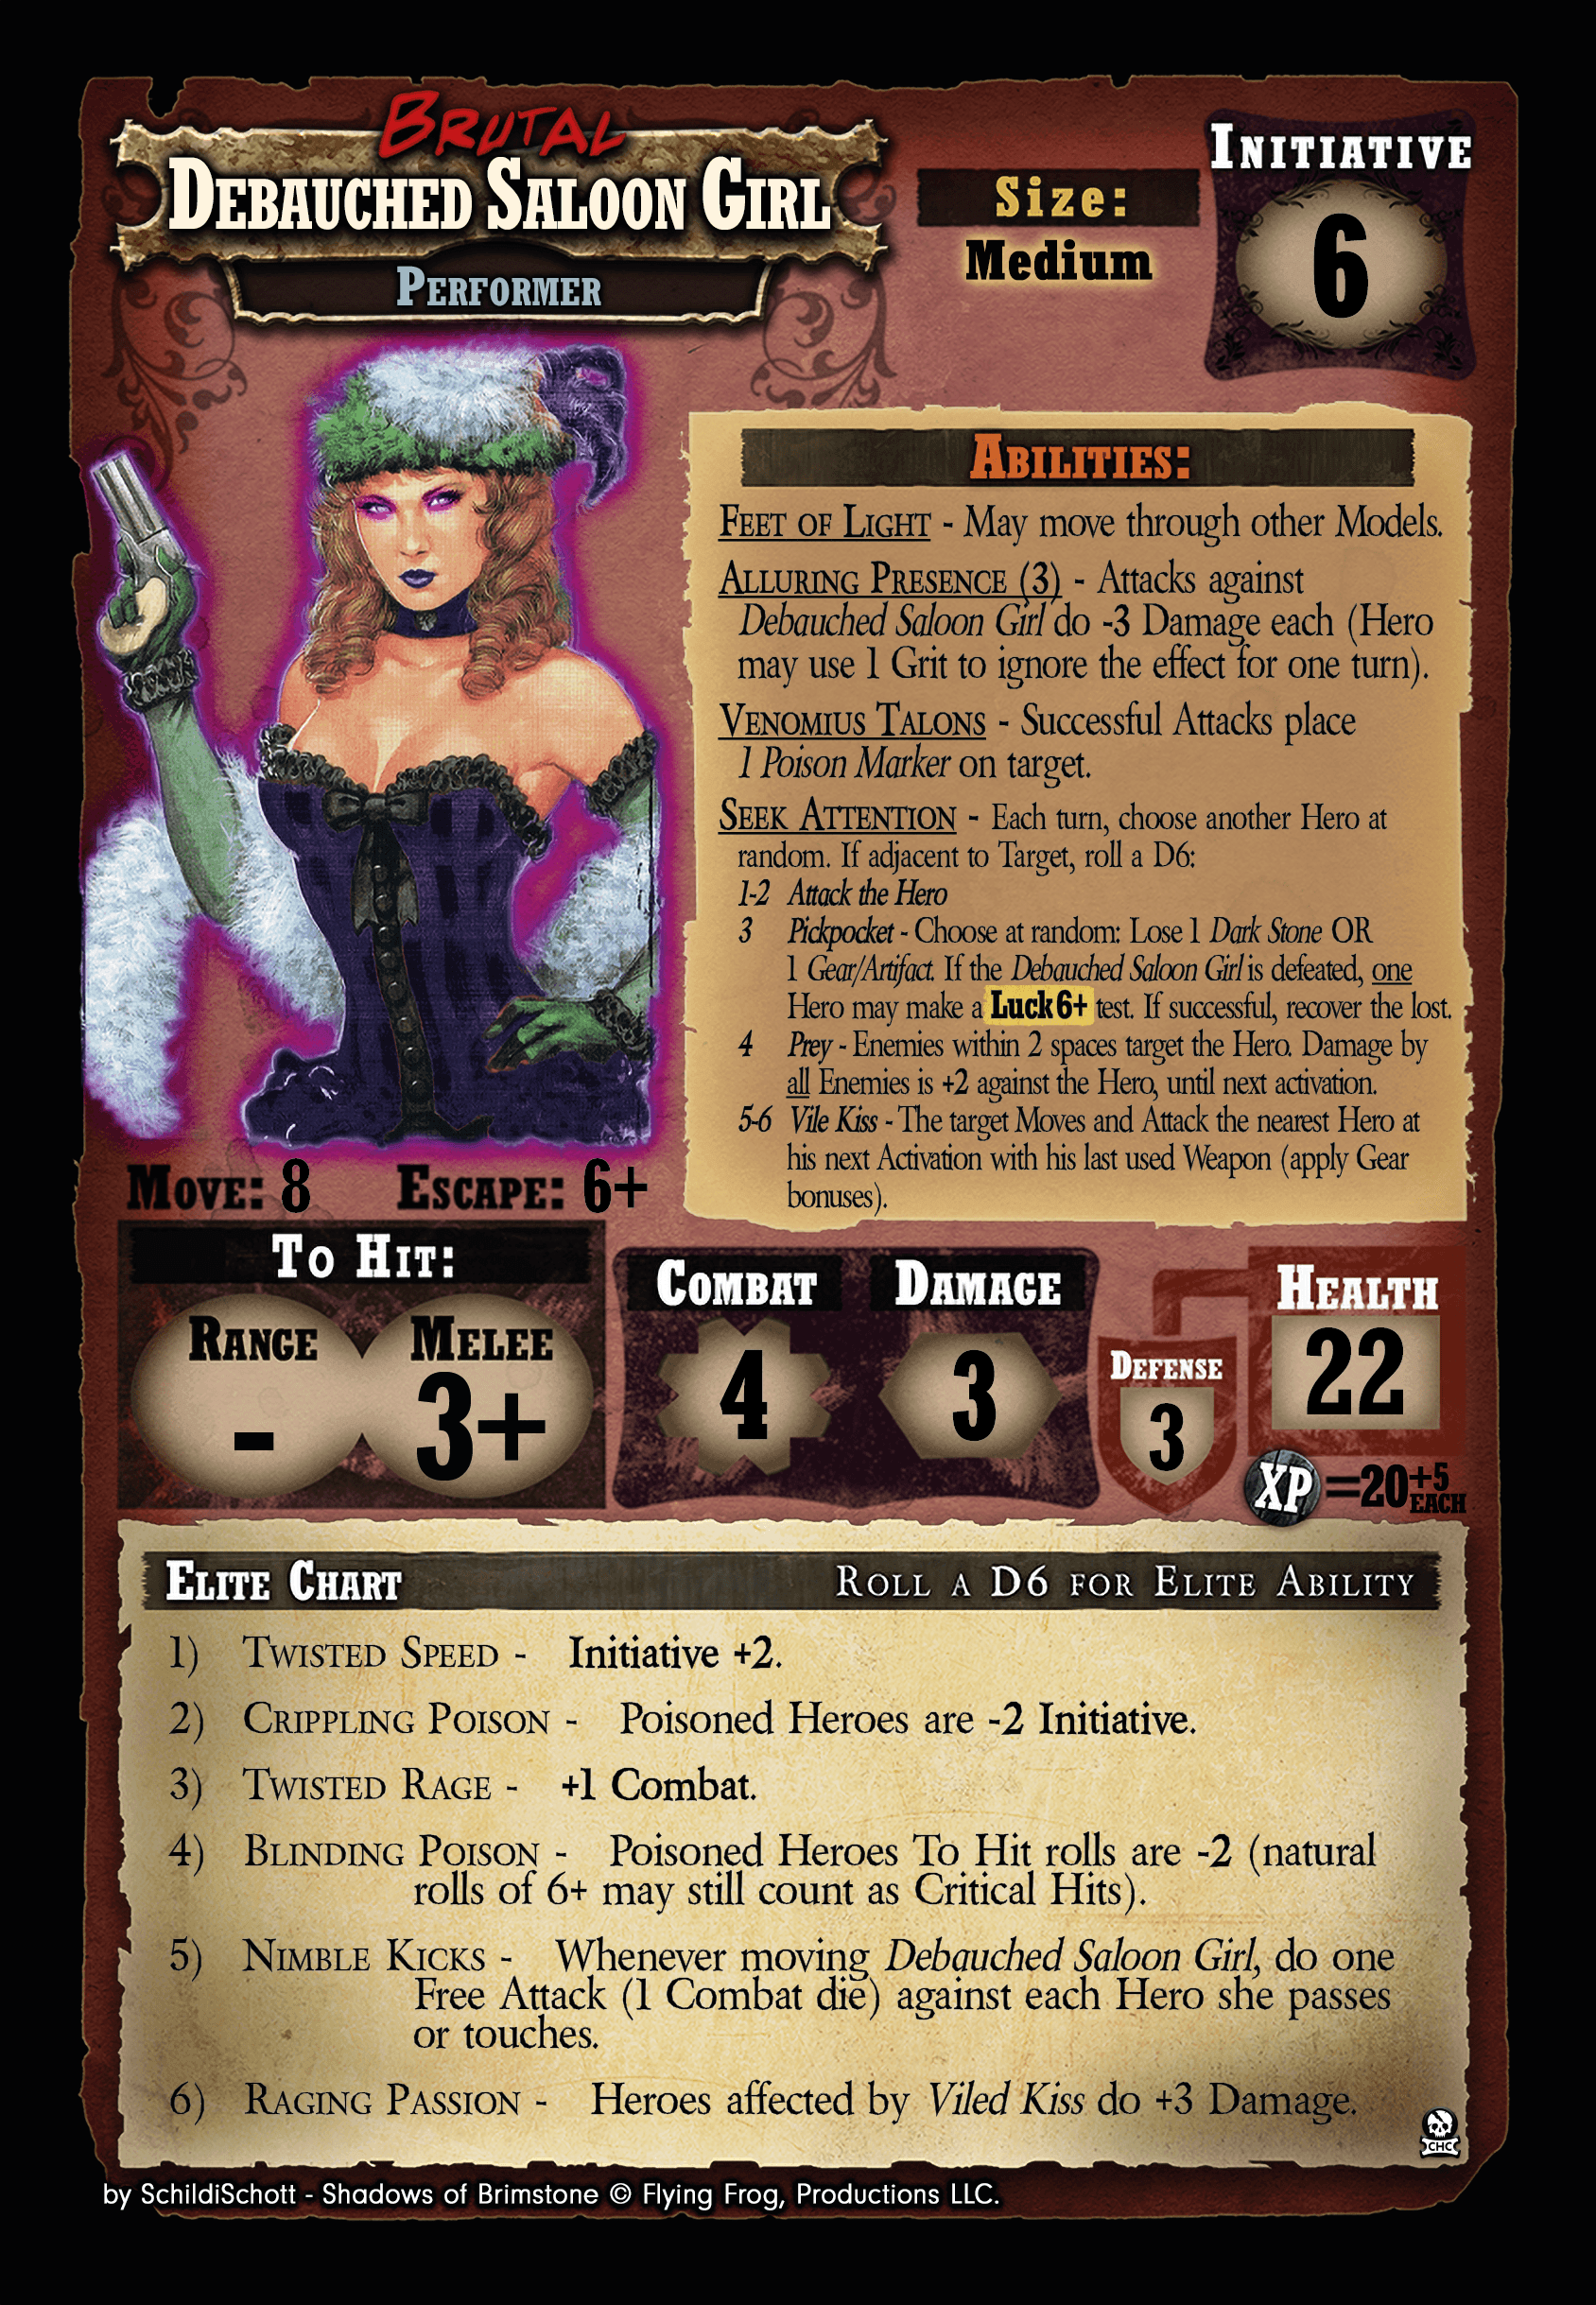 Brutal
Debauched Saloon Girl
Performer
Size:
Medium
Initiative
6
Abilities:
Feet of Light - May move through other Models.
Alluring Presence (3) - Attacks against
Debauched Saloon Girl do -3 Damage each (Hero
may use 1 Grit to ignore the effect for one turn).
Venomius Talons - Successful Attacks place
1 Poison Marker on target.
Seek Attention - Each turn, choose another Hero at
random. If adjacent to Target, roll a D6:
1-2 Attack the Hero
3 Pickpocket - Choose at random: Lose 1 Dark Stone OR
1 Gear/Artifact. If the Debauched Saloon Girl is defeated, one
Hero may make a Luck 6+ test. If successful, recover the lost.
4 Prey - Enemies within 2 spaces target the Hero. Damage by
all Enemies is +2 against the Hero, until next activation.
5-6 Vile Kiss - The target Moves and Attack the nearest Hero at
his next Activation with his last used Weapon (apply Gear
bonuses).
Move: 8 Escape: 6+
To Hit:
Range
-
Melee
3+
Combat
4
Damage
3
Defense
3
Health
22
XP =20 +5 EACH
Elite Chart Roll a D6 for Elite Ability
1) Twisted Speed - Initiative +2.
2) Crippling Poison - Poisoned Heroes are -2 Initiative.
3) Twisted Rage - +1 Combat.
4) Blinding Poison - Poisoned Heroes To Hit rolls are -2 (natural
rolls of 6+ may still count as Critical Hits).
5) Nimble Kicks - Whenever moving Debauched Saloon Girl, do one
Free Attack (1 Combat die) against each Hero she passes
or touches.
6) Raging Passion - Heroes affected by Viled Kiss do +3 Damage.
CHC
by SchildiSchott - Shadows of Brimstone © Flying Frog, Productions LLC.